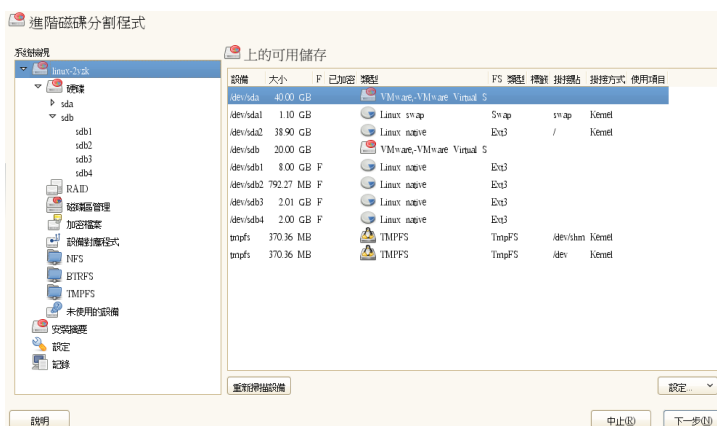 進階磁碟分割程式
系統檢視
linux-2vzk
硬碟
sda
sdb
sdb1
sdb2
sdb3
sdb4
RAID
磁碟區管理
加密檔案
設備對應程式
NFS
BTRFS
TMPFS
未使用的設備
安裝摘要
設定
記錄
上的可用儲存
設備 大小 F 已加密 類型 FS 類型 標籤 掛接點 掛接方式 使用項目
/dev/sda 40.00 GB VMware,-VMware Virtual S
/dev/sda1 1.10 GB Linux swap Swap swap Kernel
/dev/sda2 38.90 GB Linux native Ext3 / Kernel
/dev/sdb 20.00 GB VMware,-VMware Virtual S
/dev/sdb1 8.00 GB F Linux native Ext3
/dev/sdb2 792.27 MB F Linux native Ext3
/dev/sdb3 2.01 GB F Linux native Ext3
/dev/sdb4 2.00 GB F Linux native Ext3
tmpfs 370.36 MB TMPFS TmpFS /dev/shm Kernel
tmpfs 370.36 MB TMPFS TmpFS /dev Kernel
重新掃描設備
設定...
說明
中止(R)
下一步(N)